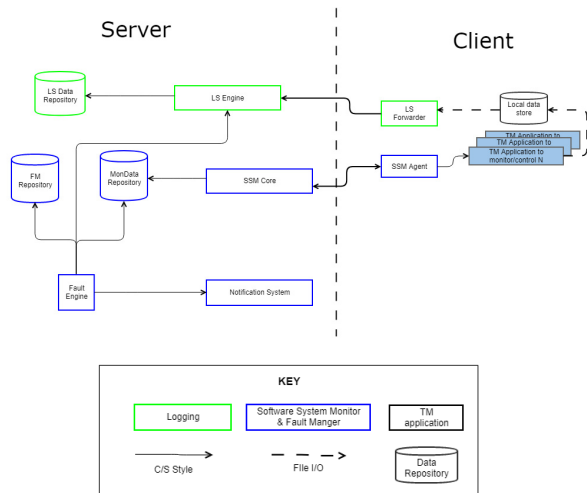 Server
Client
LS Data
Repository
LS Engine
LS
Forwarder
Local data
store
TM Application to
TM Application to
TM Application to
monitor/control N
FM
Repository
MonData
Repository
SSM Core
SSM Agent
Fault
Engine
Notification System
KEY
Logging
Software System Monitor
& Fault Manger
TM
application
C/S Style
File I/O
Data
Repository